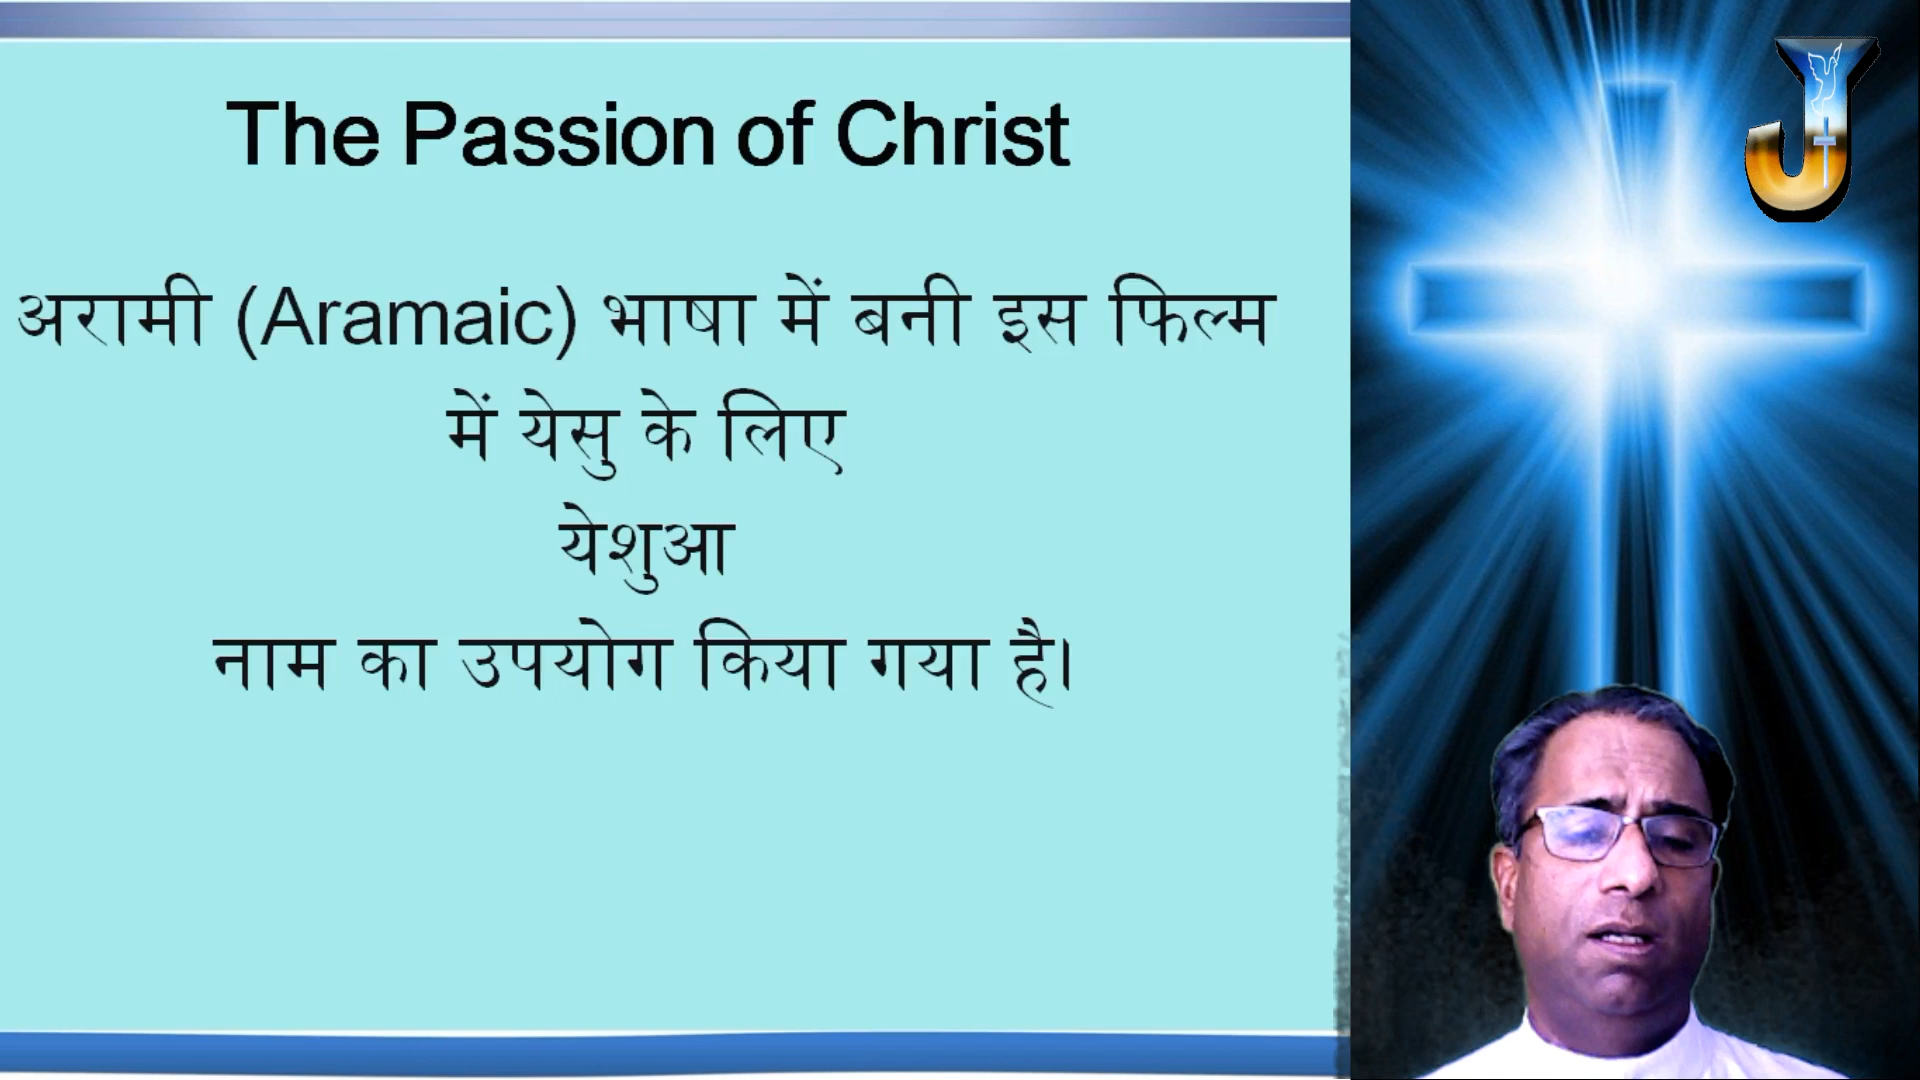 The Passion of Christ
अरामी (Aramaic) भाषा में बनी इस फिल्म
में येसु के लिए
येशुआ
नाम का उपयोग किया गया है।
J